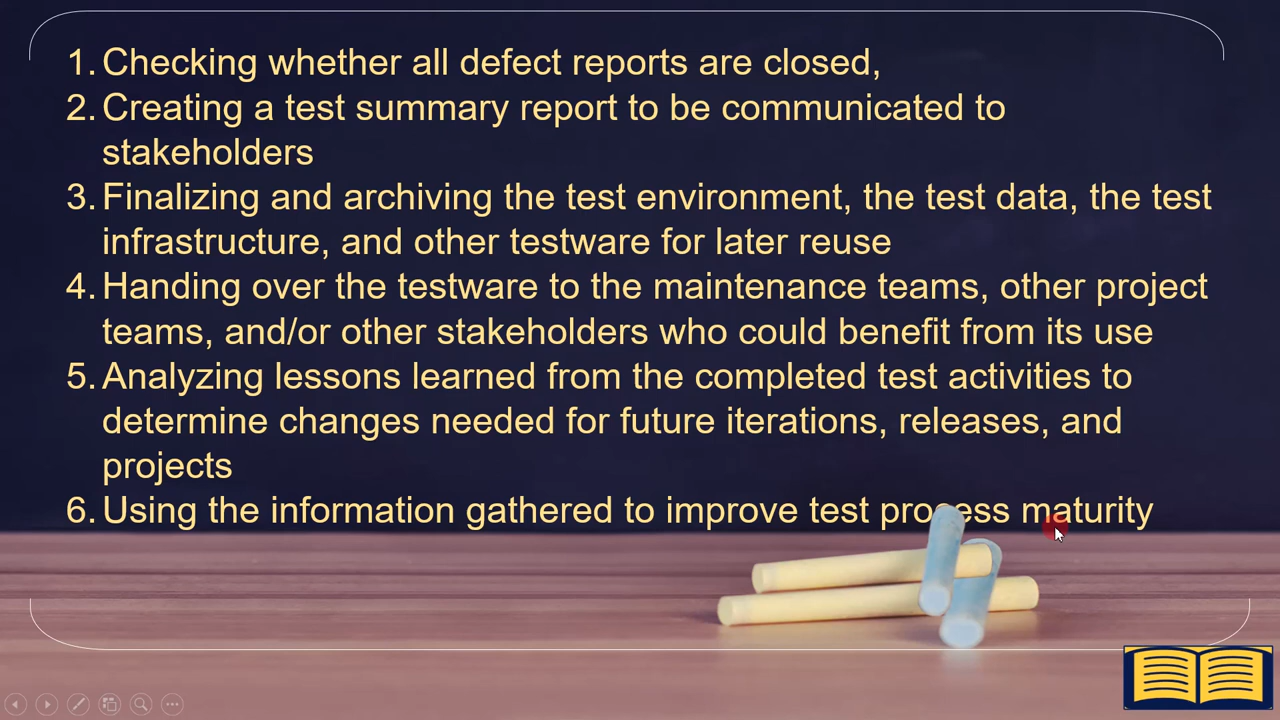 1. Checking whether all defect reports are closed,
2. Creating a test summary report to be communicated to
stakeholders
3. Finalizing and archiving the test environment, the test data, the test
infrastructure, and other testware for later reuse
4. Handing over the testware to the maintenance teams, other project
teams, and/or other stakeholders who could benefit from its use
5. Analyzing lessons learned from the completed test activities to
determine changes needed for future iterations, releases, and
projects
6. Using the information gathered to improve test process maturity